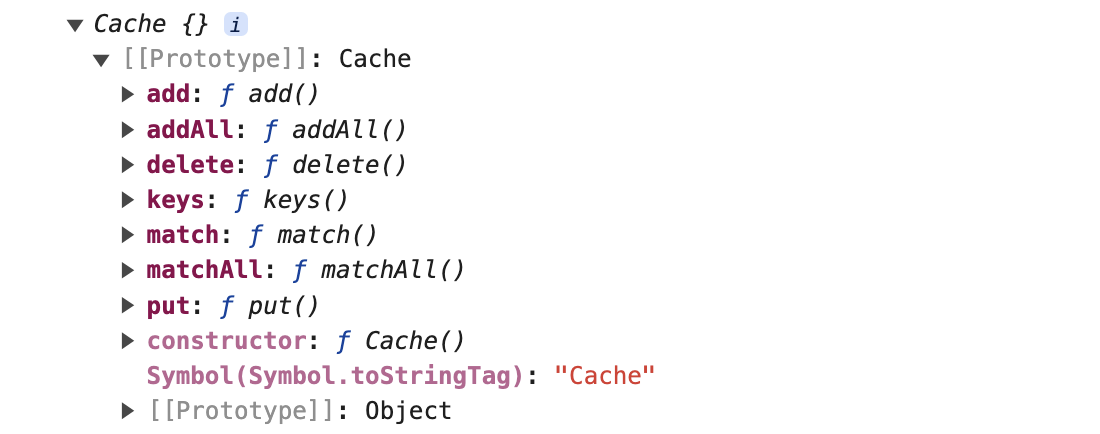 ▼ Cache {} i
▼ [[Prototype]]: Cache
▶ add: ƒ add()
▶ addAll: ƒ addAll()
▶ delete: ƒ delete()
▶ keys: ƒ keys()
▶ match: ƒ match()
▶ matchAll: ƒ matchAll()
▶ put: ƒ put()
▶ constructor: ƒ Cache()
Symbol(Symbol.toStringTag): "Cache"
▶ [[Prototype]]: Object